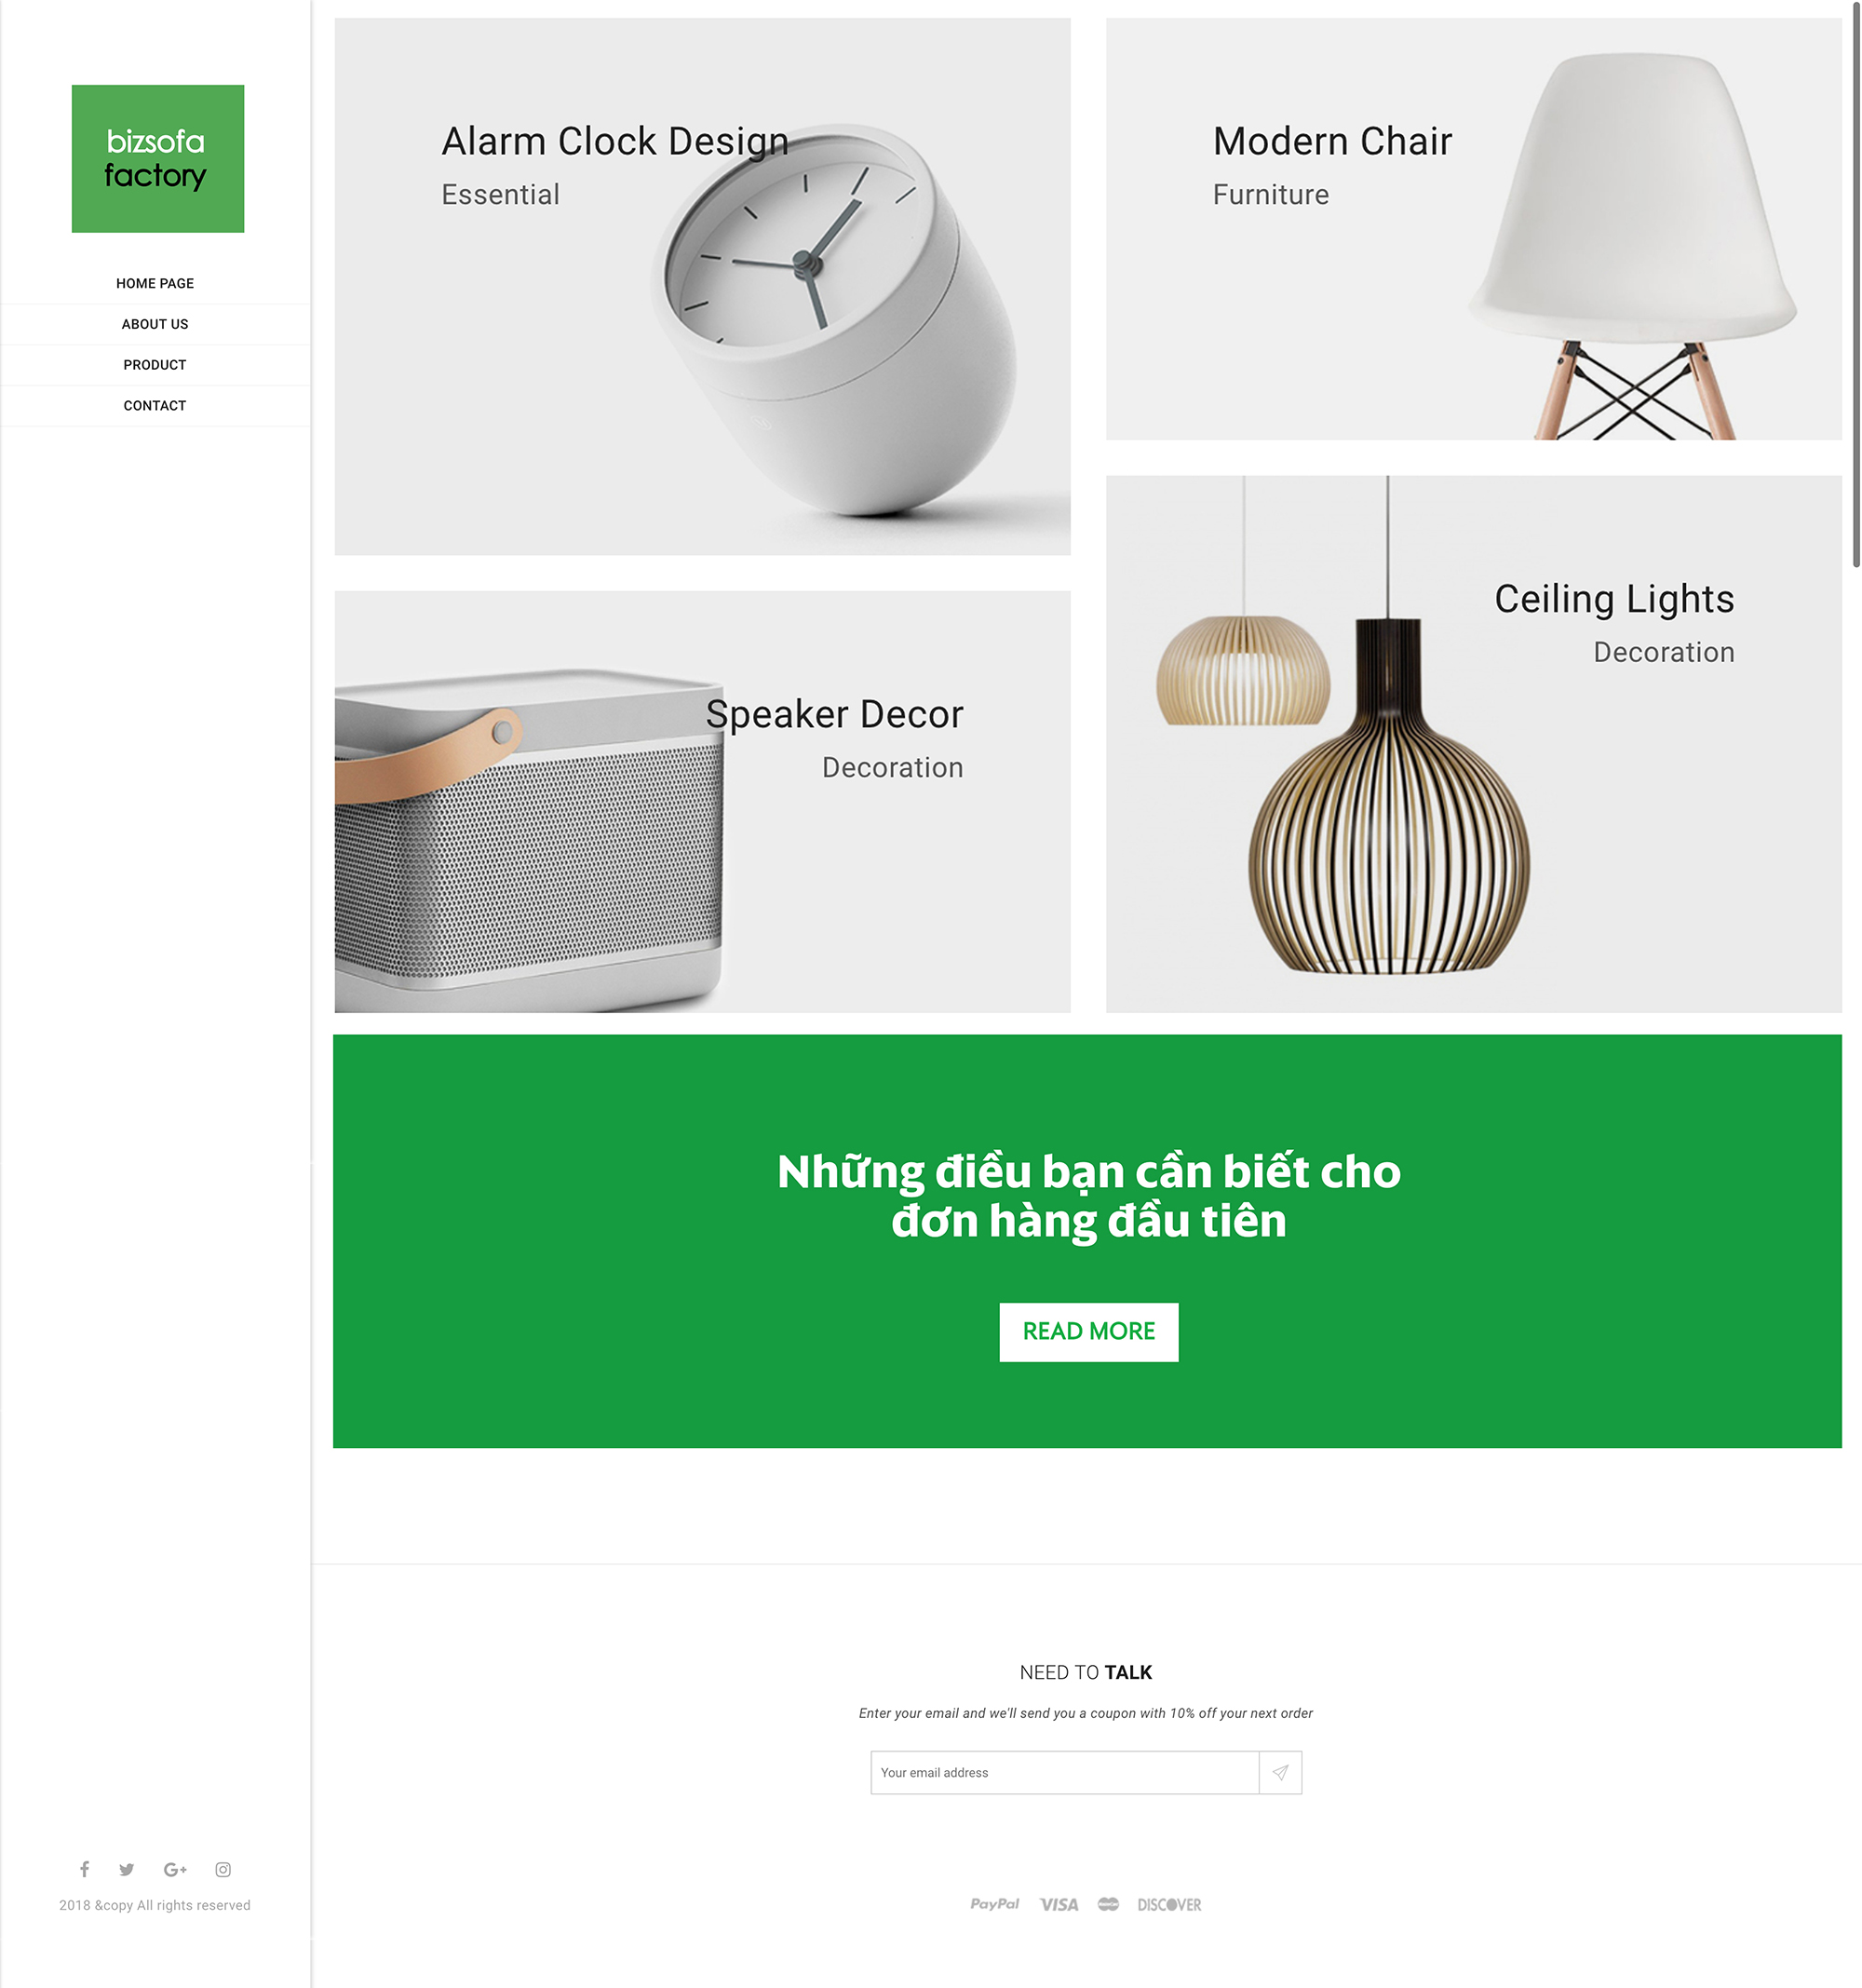 bizsofa
factory
HOME PAGE
ABOUT US
PRODUCT
CONTACT
Alarm Clock Design
Essential
Modern Chair
Furniture
Speaker Decor
Decoration
Ceiling Lights
Decoration
Những điều bạn cần biết cho
đơn hàng đầu tiên
READ MORE
NEED TO TALK
Enter your email and we'll send you a coupon with 10% off your next order
Your email address
2018 &copy All rights reserved
PayPal VISA DISCOVER